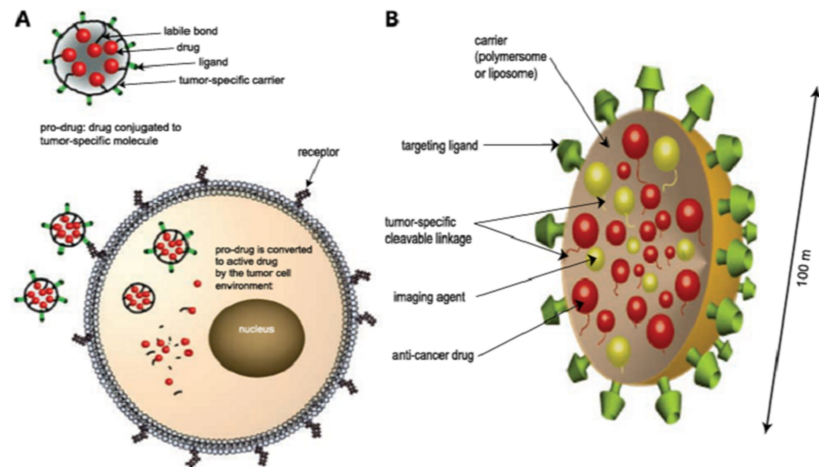 A
labile bond
drug
ligand
tumor-specific carrier
pro-drug: drug conjugated to
tumor-specific molecule
receptor
pro-drug is converted
to active drug
by the tumor cell
environment
nucleus
B
carrier
(polymersome
or liposome)
targeting ligand
tumor-specific
cleavable linkage
imaging agent
anti-cancer drug
100 m